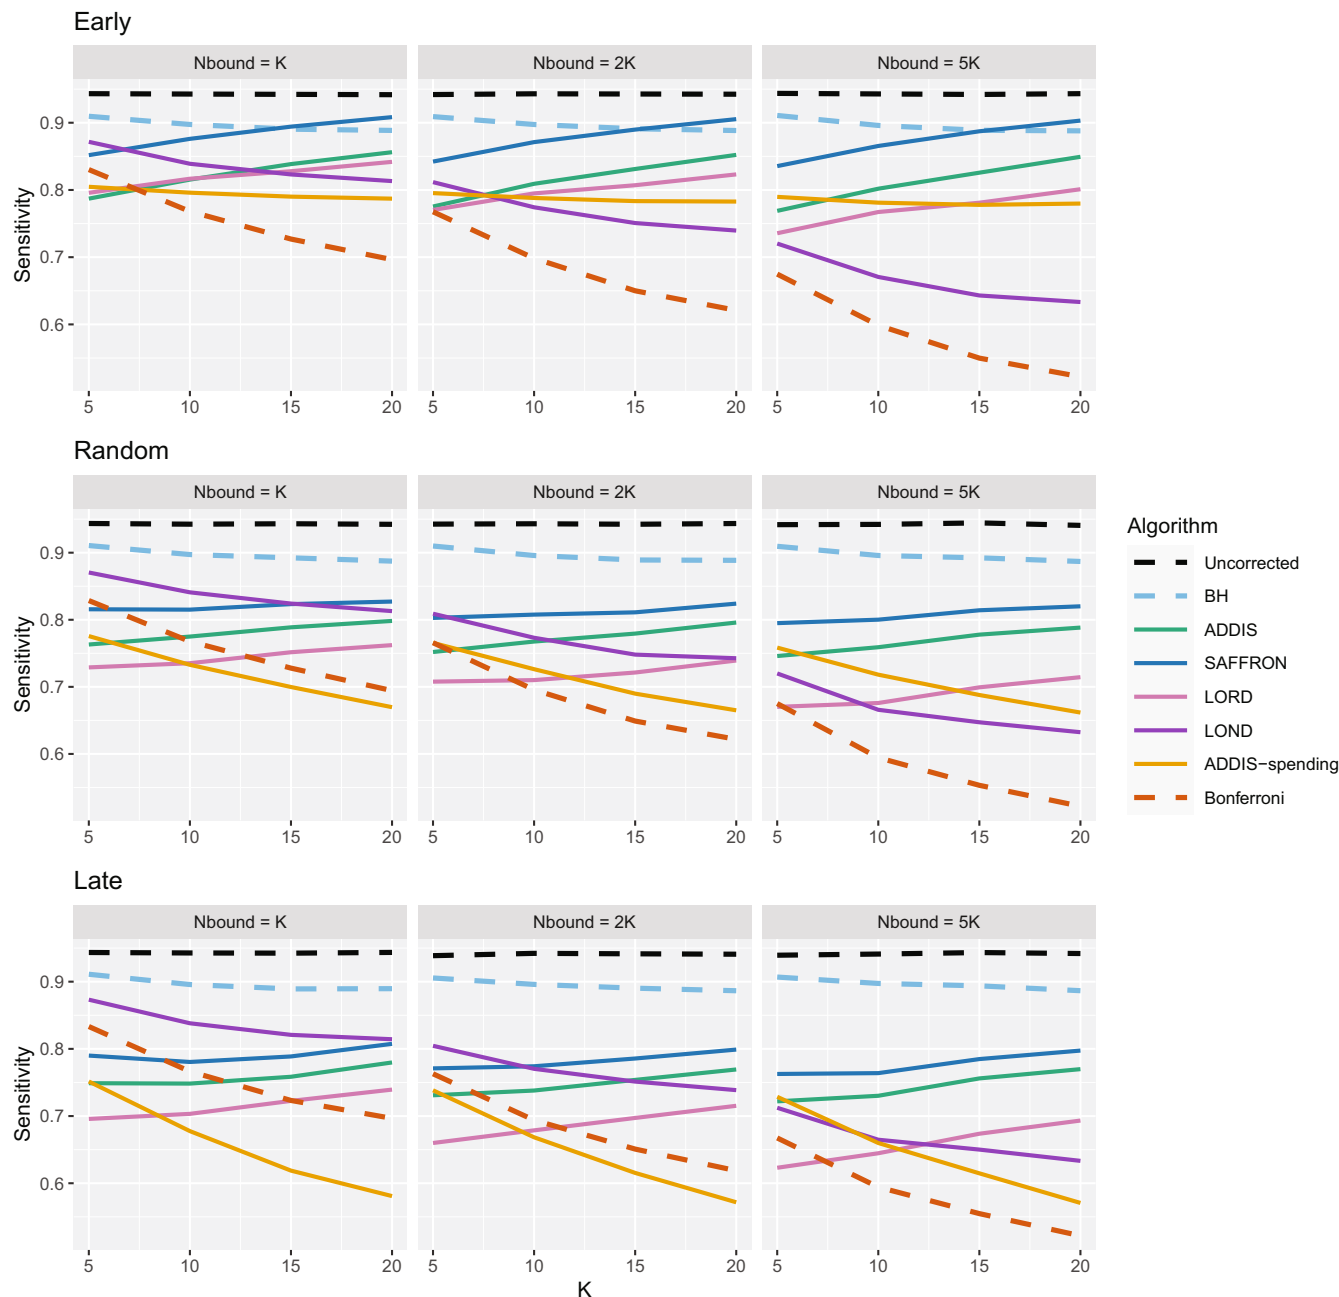 Early
Nbound = K
Nbound = 2K
Nbound = 5K
Sensitivity
0.9
0.8
0.7
0.6
5 10 15 20
5 10 15 20
5 10 15 20
Random
Nbound = K
Nbound = 2K
Nbound = 5K
Sensitivity
0.9
0.8
0.7
0.6
5 10 15 20
5 10 15 20
5 10 15 20
Algorithm
Uncorrected
BH
ADDIS
SAFFRON
LORD
LOND
ADDIS−spending
Bonferroni
Late
Nbound = K
Nbound = 2K
Nbound = 5K
Sensitivity
0.9
0.8
0.7
0.6
5 10 15 20
5 10 15 20
5 10 15 20
K